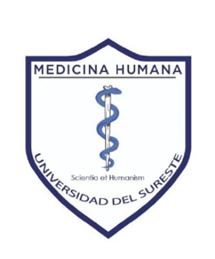 MEDICINA HUMANA
Scientia et Humanism
UNIVERSIDAD DEL SURESTE